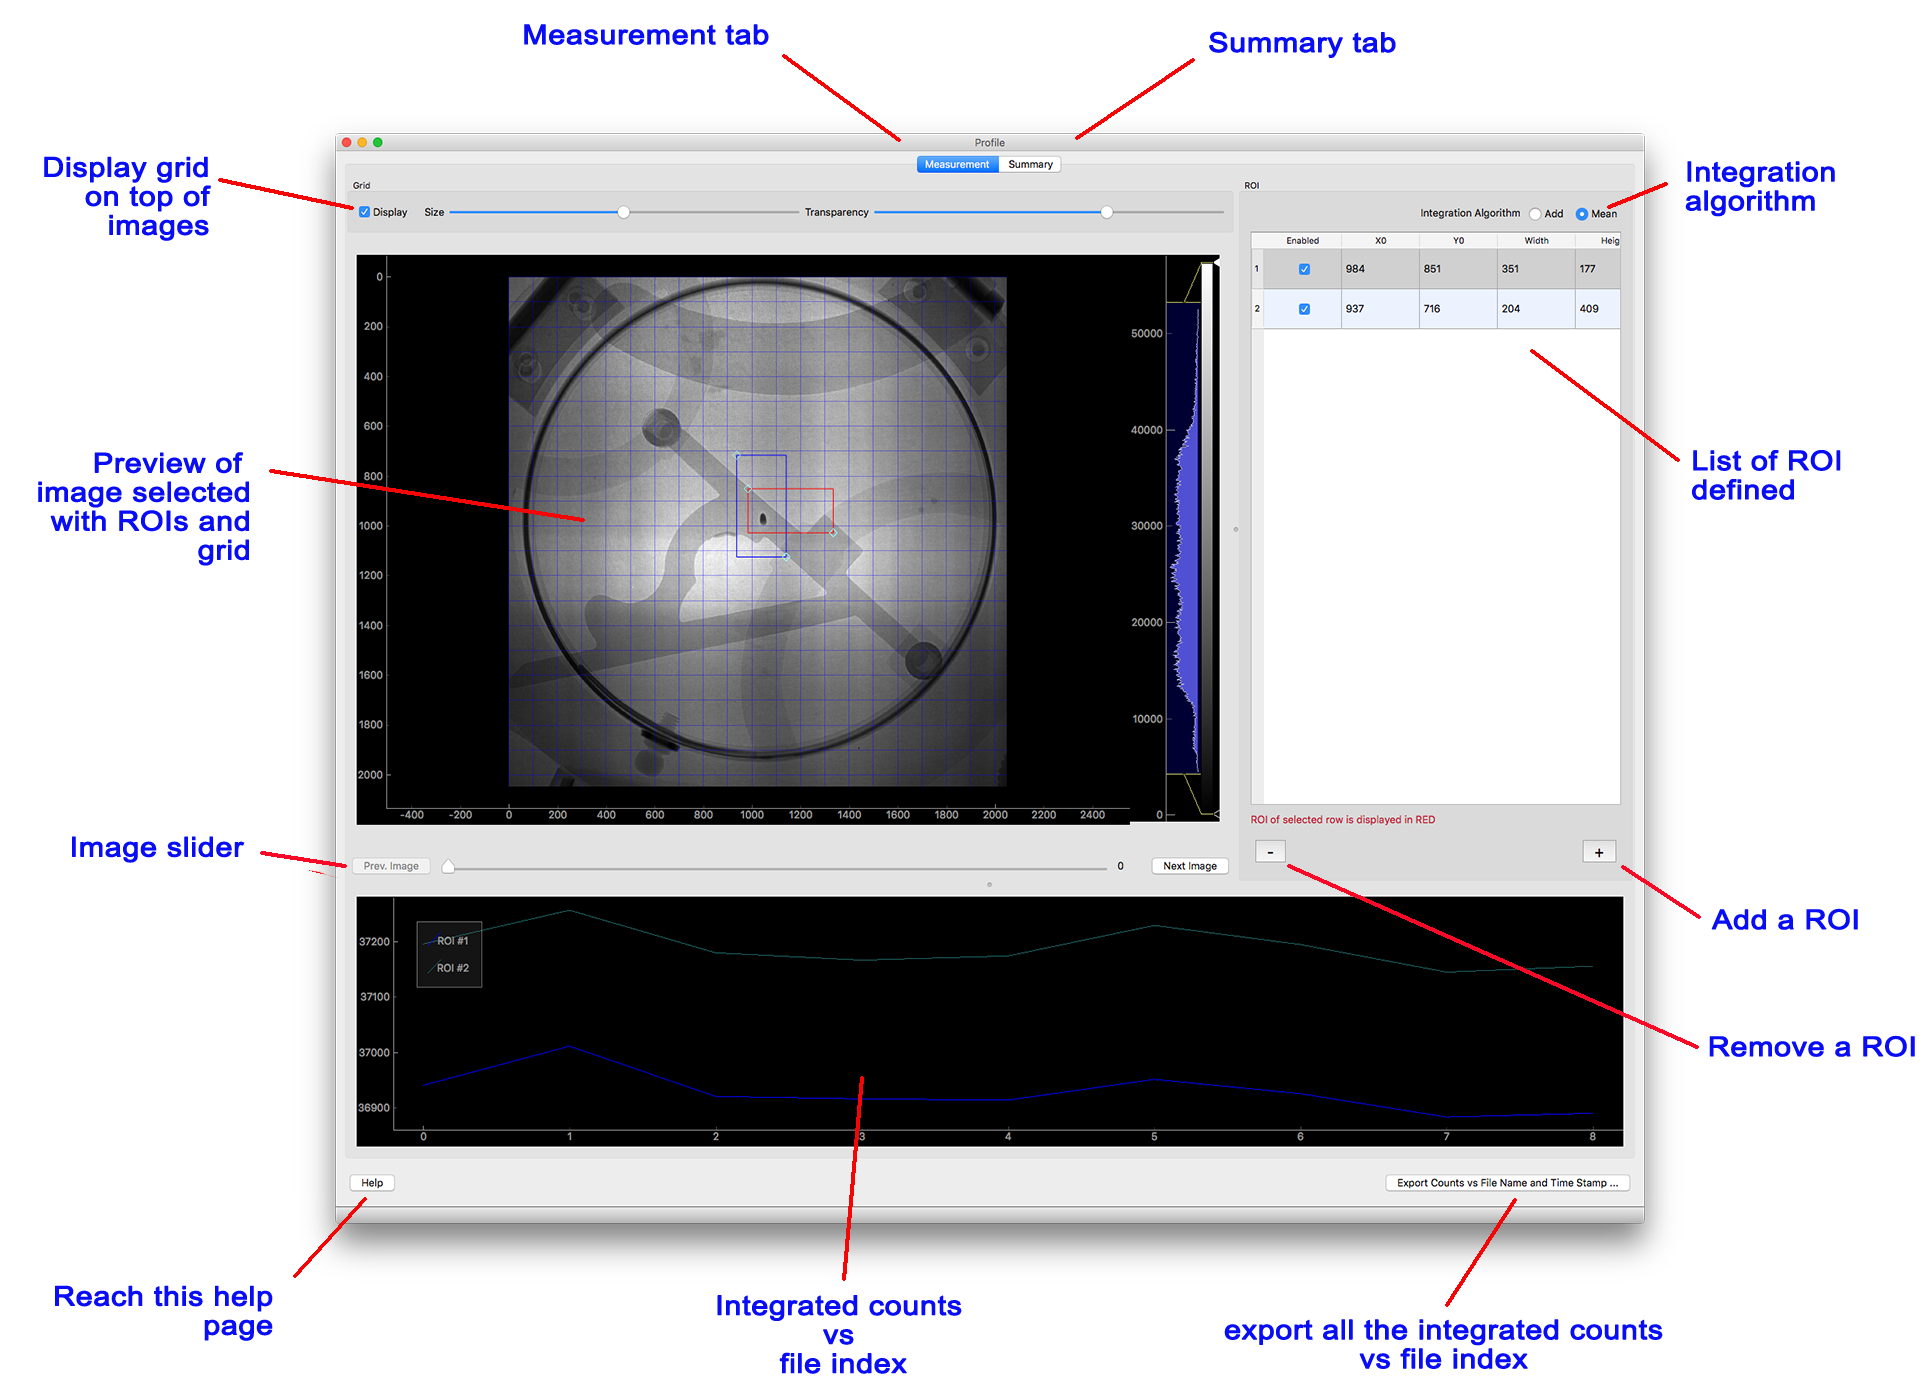 Measurement tab
Summary tab
Display grid
on top of
images
Integration
algorithm
Profile
Measurement Summary
Grid
Display Size Transparency
ROI
Integration Algorithm Add Mean
Enabled X0 Y0 Width Heig
1 984 851 351 177
2 937 716 204 409
0
200
400
600
800
1000
1200
1400
1600
1800
2000
-400 -200 0 200 400 600 800 1000 1200 1400 1600 1800 2000 2200 2400
50000
40000
30000
20000
10000
0
Preview of
image selected
with ROIs and
grid
List of ROI
defined
ROI of selected row is displayed in RED
- +
Image slider
Prev. Image 0 Next Image
Add a ROI
Remove a ROI
ROI #1
ROI #2
37200
37100
37000
36900
0 1 2 3 4 5 6 7 8
Help
Export Counts vs File Name and Time Stamp ...
Reach this help
page
Integrated counts
vs
file index
export all the integrated counts
vs file index